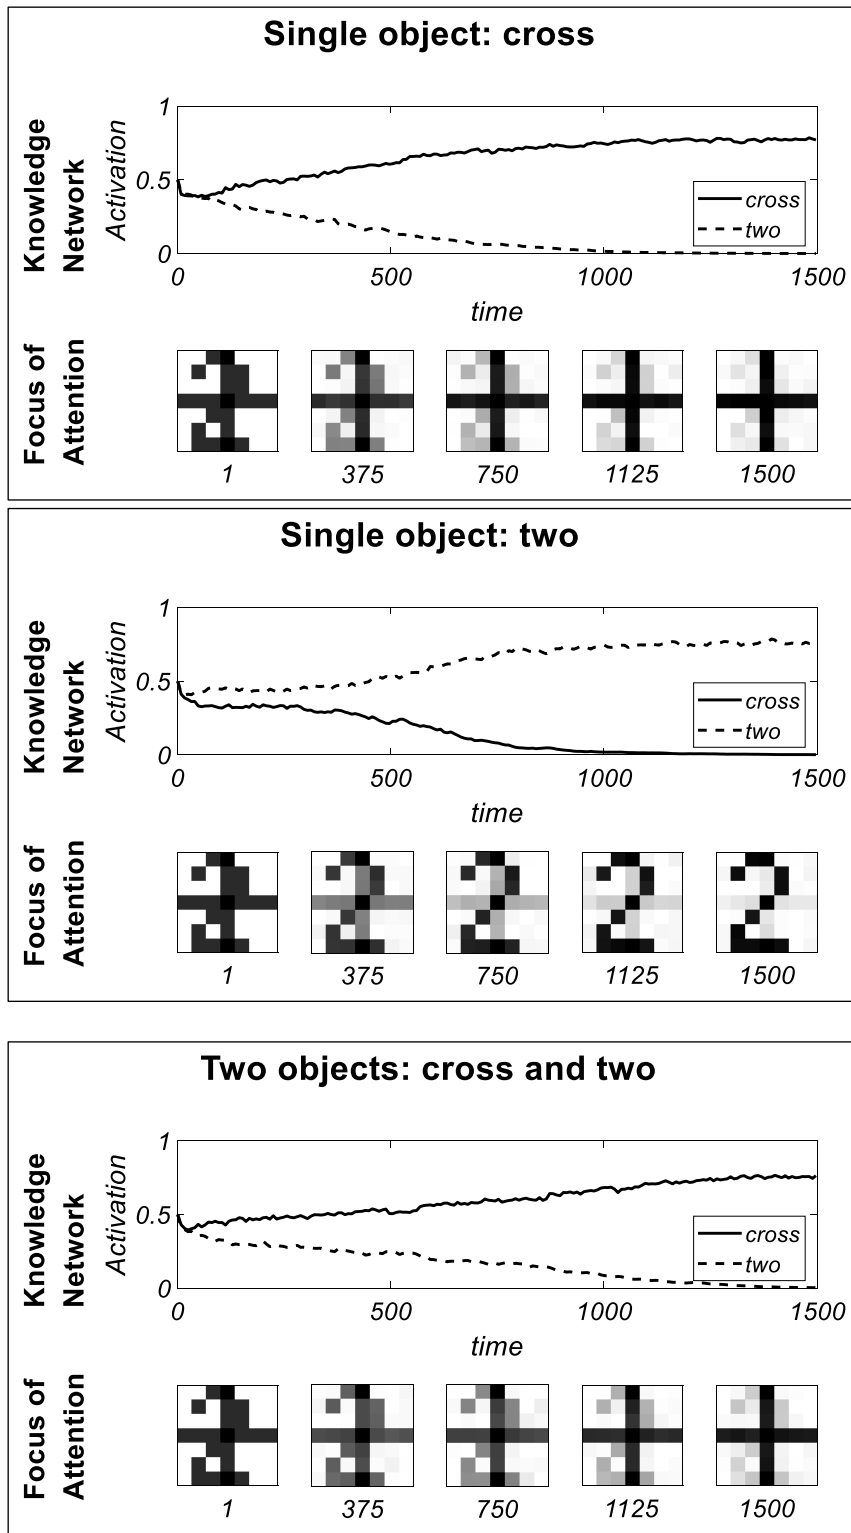 Single object: cross
Knowledge
Network
Activation
1
0.5
0
cross
two
0
500
1000
1500
time
Focus of
Attention
1
375
750
1125
1500
Single object: two
Knowledge
Network
Activation
1
0.5
0
cross
two
0
500
1000
1500
time
Focus of
Attention
1
375
750
1125
1500
Two objects: cross and two
Knowledge
Network
Activation
1
0.5
0
cross
two
0
500
1000
1500
time
Focus of
Attention
1
375
750
1125
1500